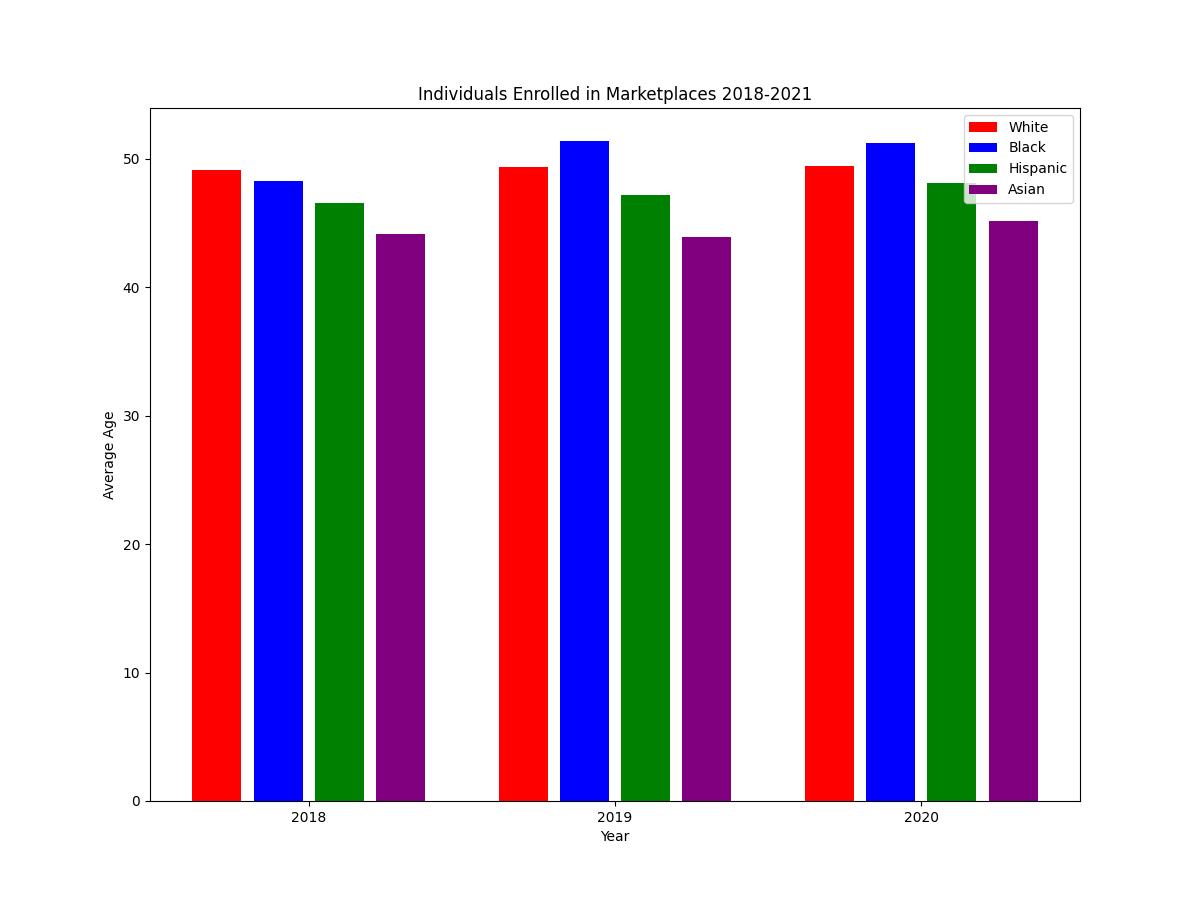 Individuals Enrolled in Marketplaces 2018-2021
White
Black
Hispanic
Asian
50
40
30
20
10
0
Average Age
2018
2019
2020
Year